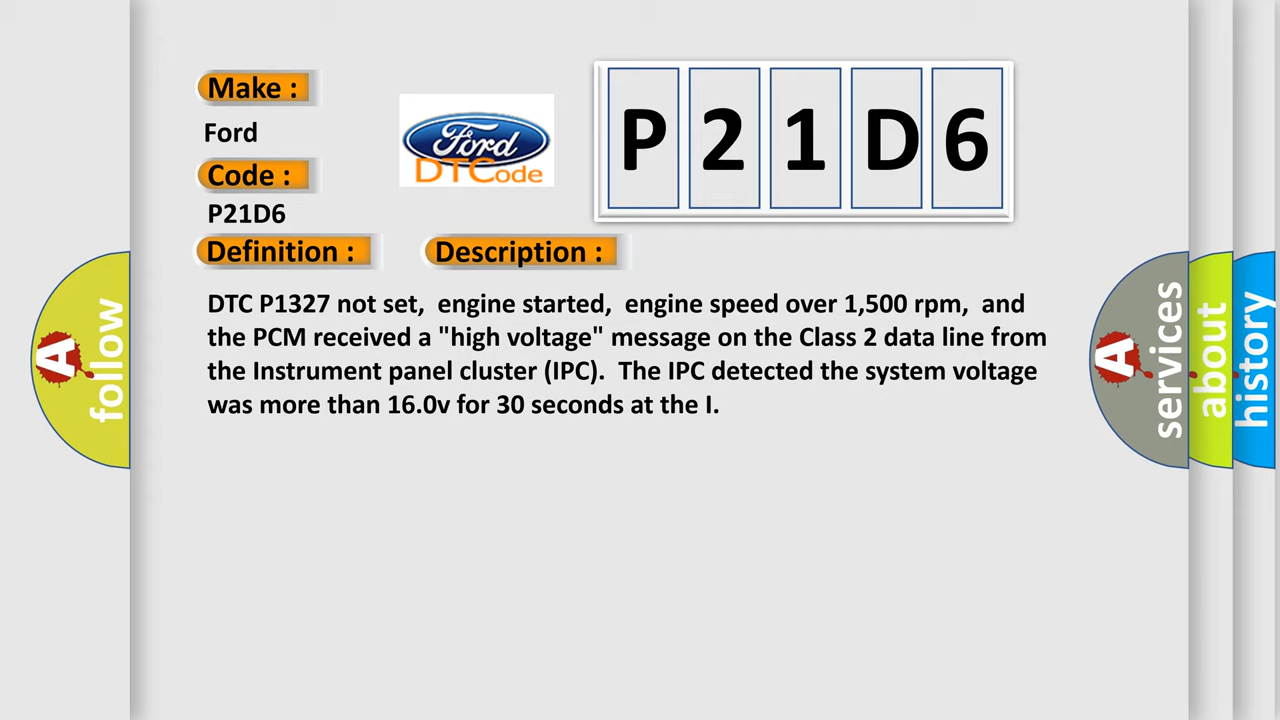 Make :
Ford
Code :
P21D6
Ford
DTCode
P21D6
Definition :
Description :
DTC P1327 not set, engine started, engine speed over 1,500 rpm, and
the PCM received a "high voltage" message on the Class 2 data line from
the Instrument panel cluster (IPC). The IPC detected the system voltage
was more than 16.0v for 30 seconds at the I.
A follow
A services
about
history